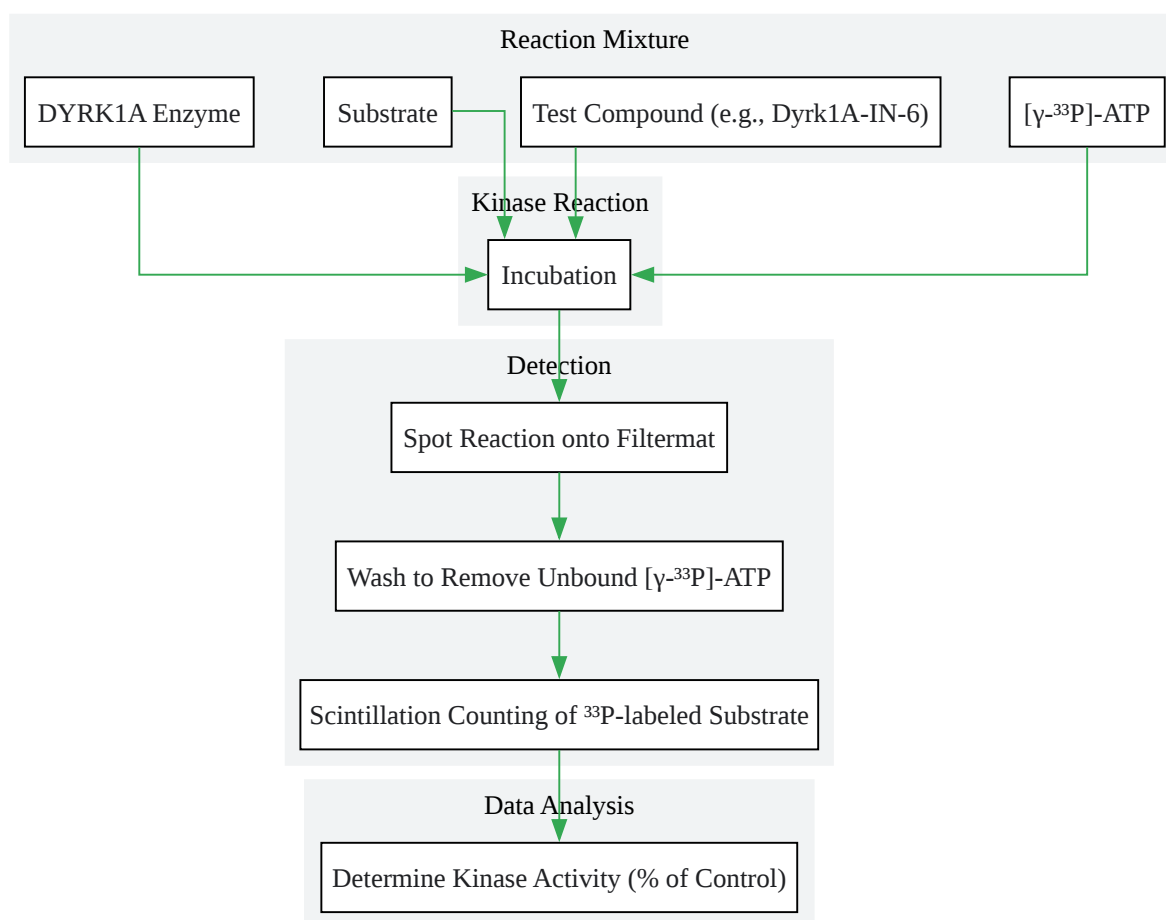 Reaction Mixture
DYRK1A Enzyme
Substrate
Test Compound (e.g., Dyrk1A-IN-6)
[γ-³³P]-ATP
Kinase Reaction
Incubation
Detection
Spot Reaction onto Filtermat
Wash to Remove Unbound [γ-³³P]-ATP
Scintillation Counting of ³³P-labeled Substrate
Data Analysis
Determine Kinase Activity (% of Control)